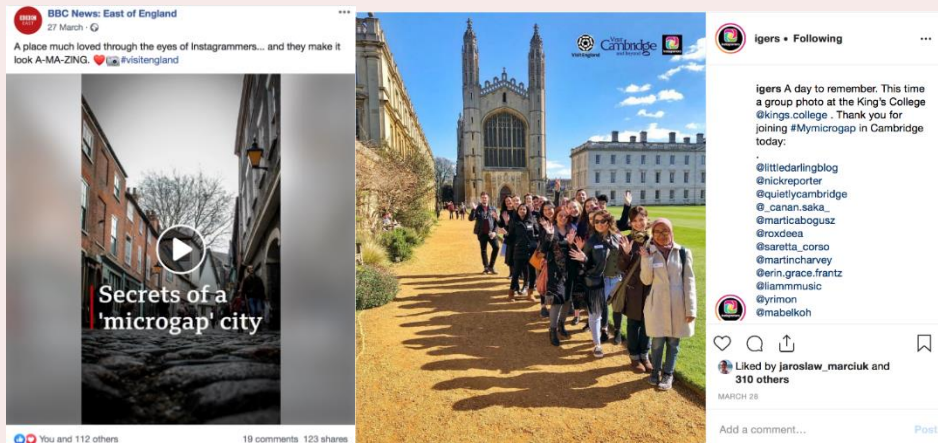 BBC News: East of England
27 March ·
A place much loved through the eyes of Instagrammers... and they make it
look A-MA-ZING. ❤️📷 #visitengland
Secrets of a
'microgap' city
You and 112 others
19 comments 123 shares
VisitEngland
Visit
Cambridge
and beyond
igers • Following
igers A day to remember. This time
a group photo at the King's College
@kings.college . Thank you for
joining #Mymicrogap in Cambridge
today:
.
@littledarlingblog
@nickreporter
@quietlycambridge
@_canan.saka_
@marticabogusz
@roxdeea
@saretta_corso
@martincharvey
@erin.grace.frantz
@liammmusic
@yrimon
@mabelkoh
Liked by jaroslaw_marciuk and
310 others
MARCH 26
Add a comment...
Post